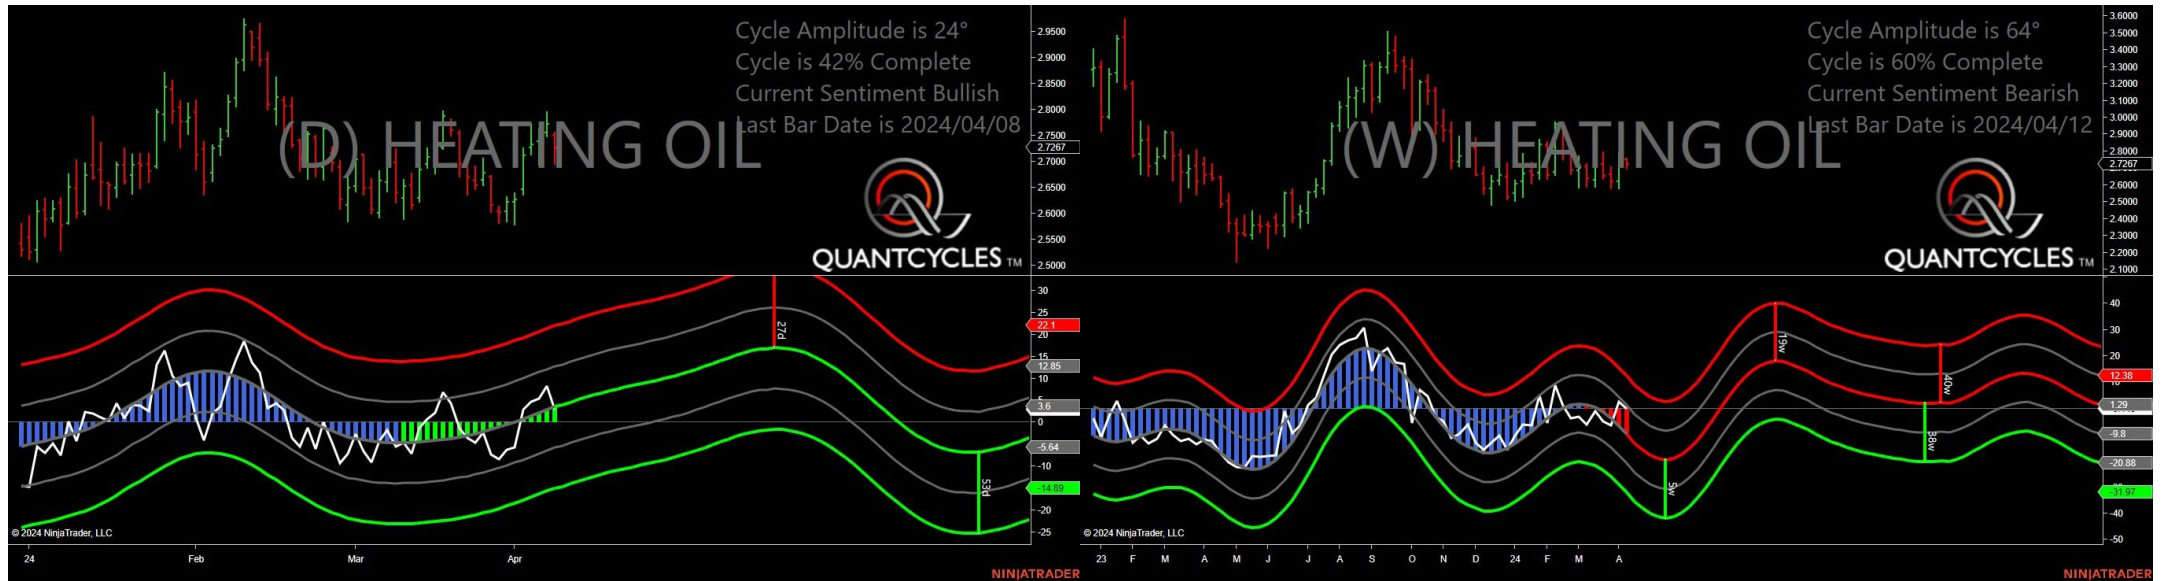 Cycle Amplitude is 24°
Cycle is 42% Complete
Current Sentiment Bullish
Last Bar Date is 2024/04/08
(D) HEATING OIL
QUANTCYCLES TM
2.9500
2.9000
2.8500
2.8000
2.7500
2.7267
2.7000
2.6500
2.6000
2.5500
2.5000
30
25
22.1
20
15
12.85
10
5
3.6
0
-5.64
-10
-14.89
-20
-25
27d
53d
© 2024 NinjaTrader, LLC
24 Feb Mar Apr
NINJATRADER
Cycle Amplitude is 64°
Cycle is 60% Complete
Current Sentiment Bearish
Last Bar Date is 2024/04/12
(W) HEATING OIL
QUANTCYCLES TM
3.6000
3.5000
3.4000
3.3000
3.2000
3.1000
3.0000
2.9000
2.8000
2.7267
2.6000
2.5000
2.4000
2.3000
2.2000
2.1000
40
30
20
12.38
10
1.29
-9.8
-20.88
-31.97
-40
-50
19w
40w
38w
5w
© 2024 NinjaTrader, LLC
23 F M A M J J A S O N D 24 F M A
NINJATRADER